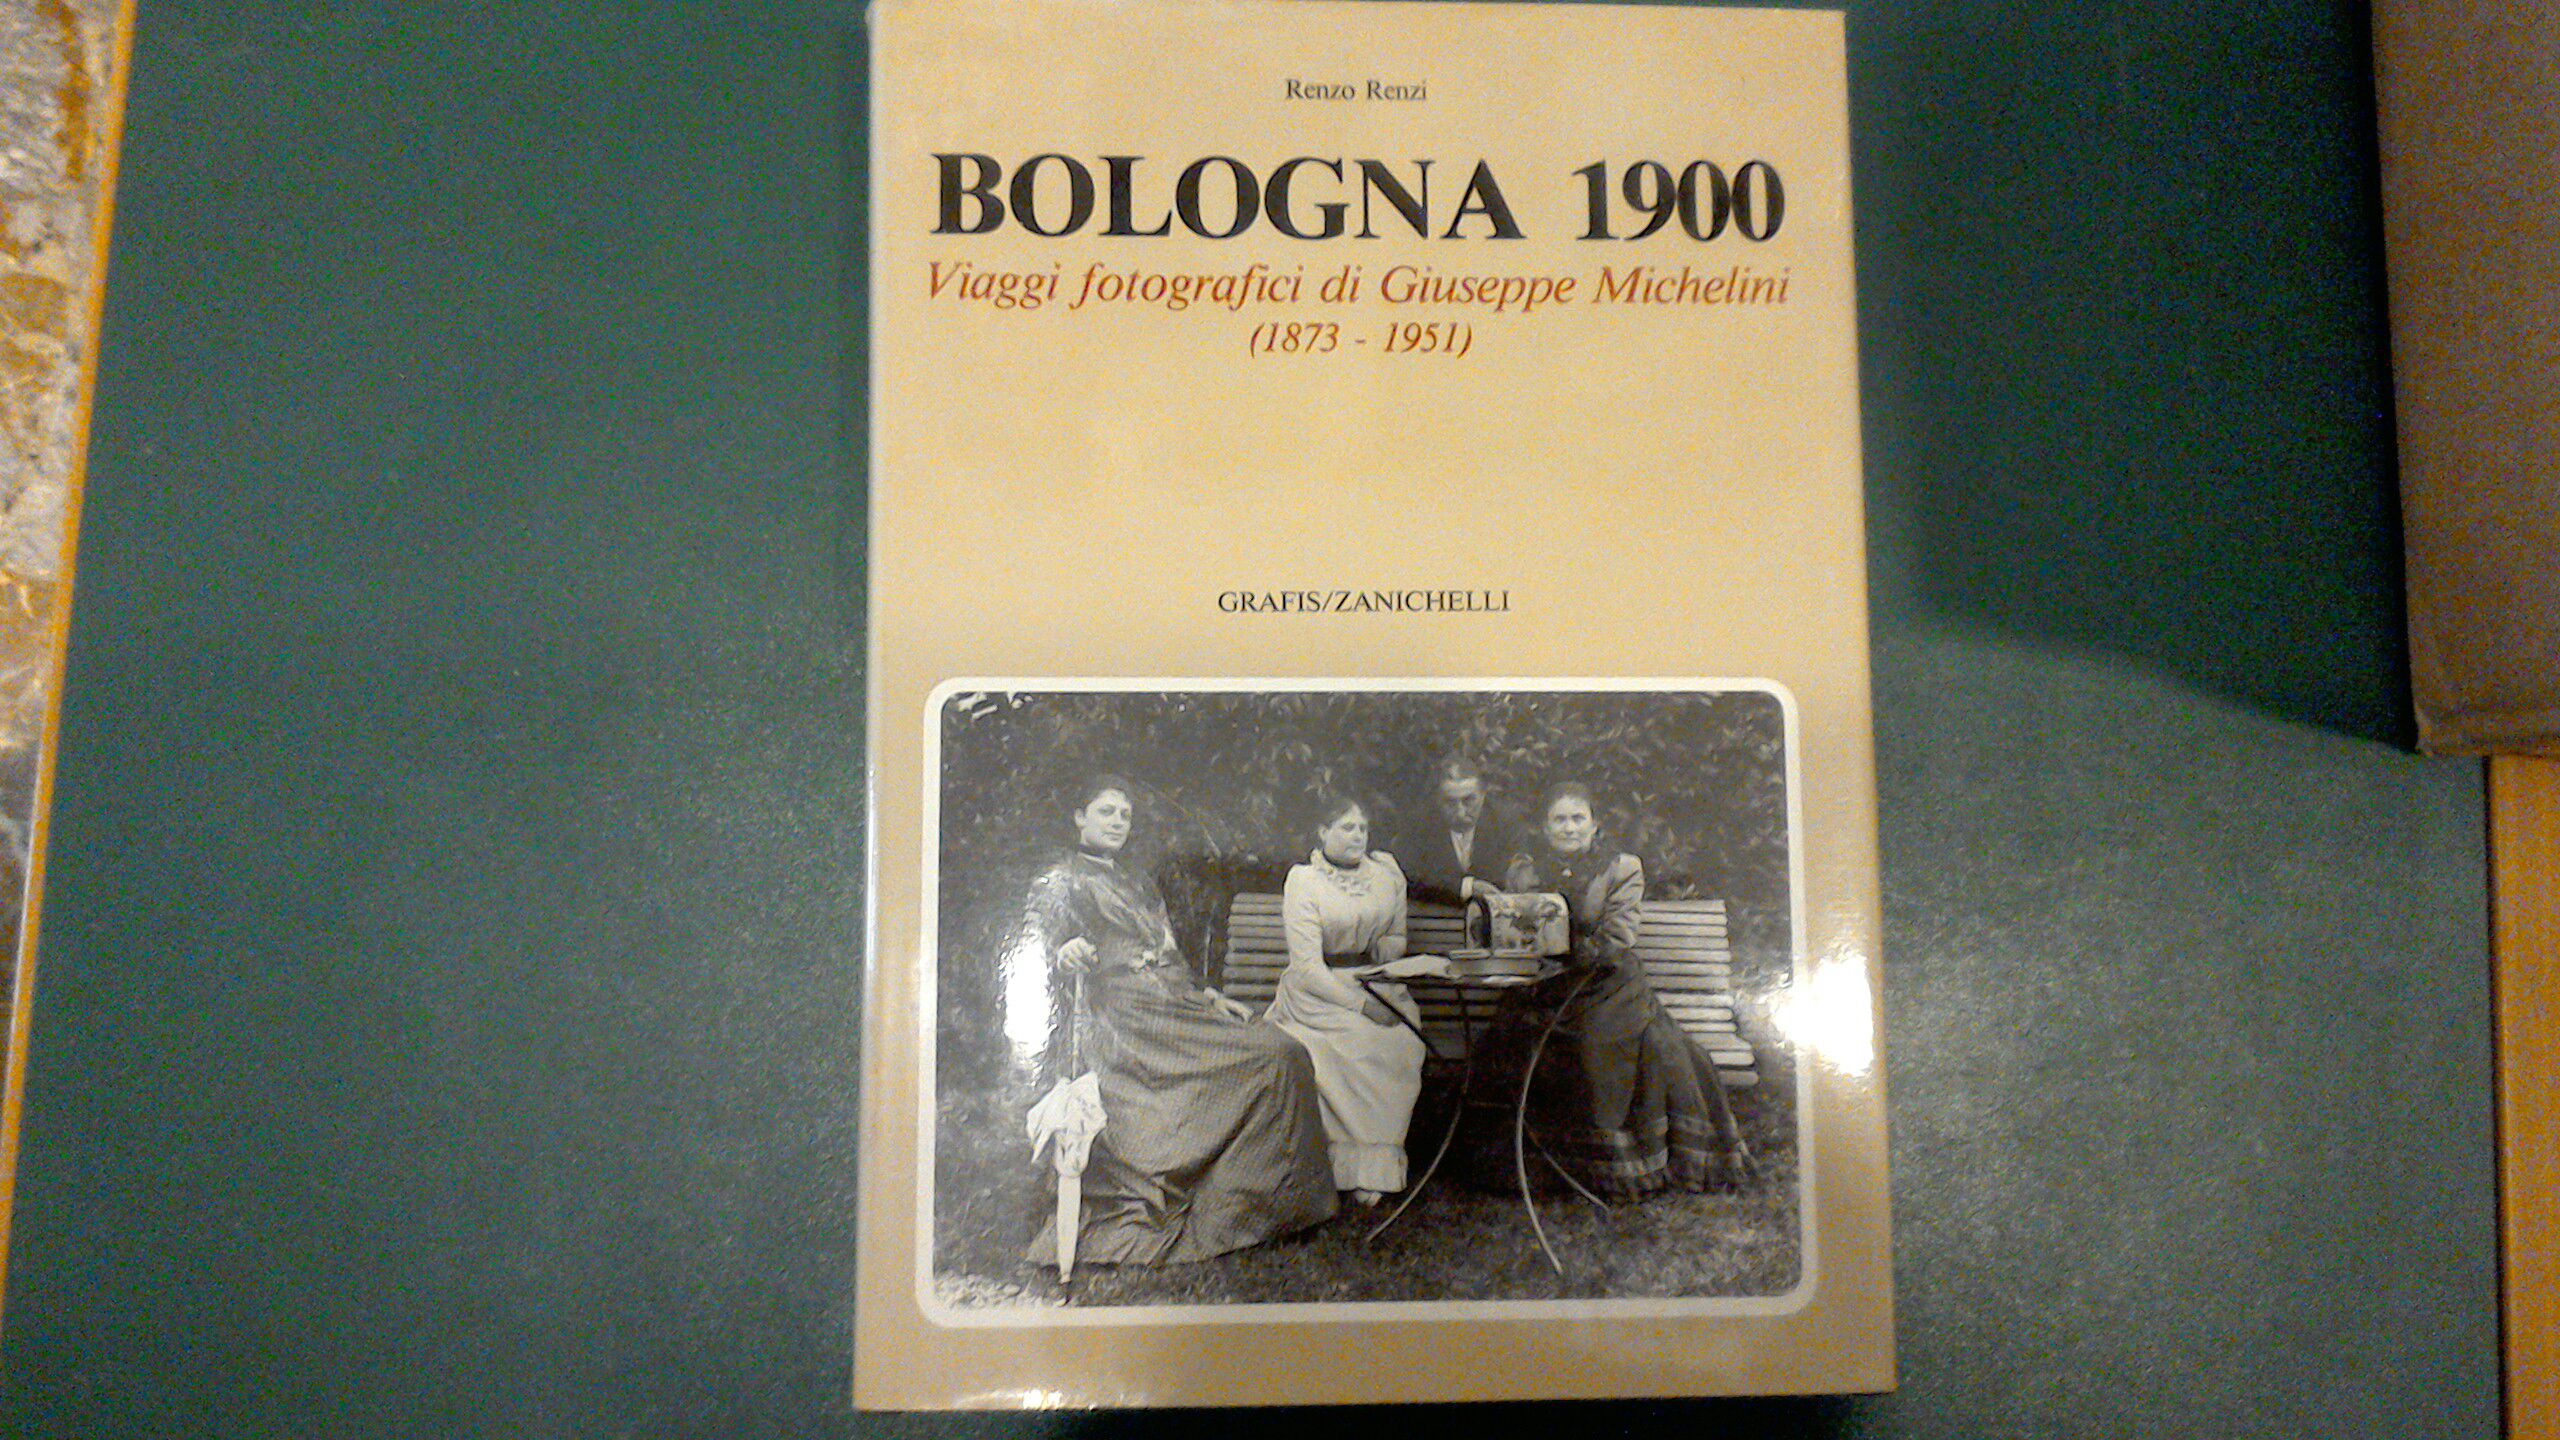 Renzo Renzi
BOLOGNA 1900
Viaggi fotografici di Giuseppe Michelini
(1873 - 1951)
GRAFIS/ZANICHELLI